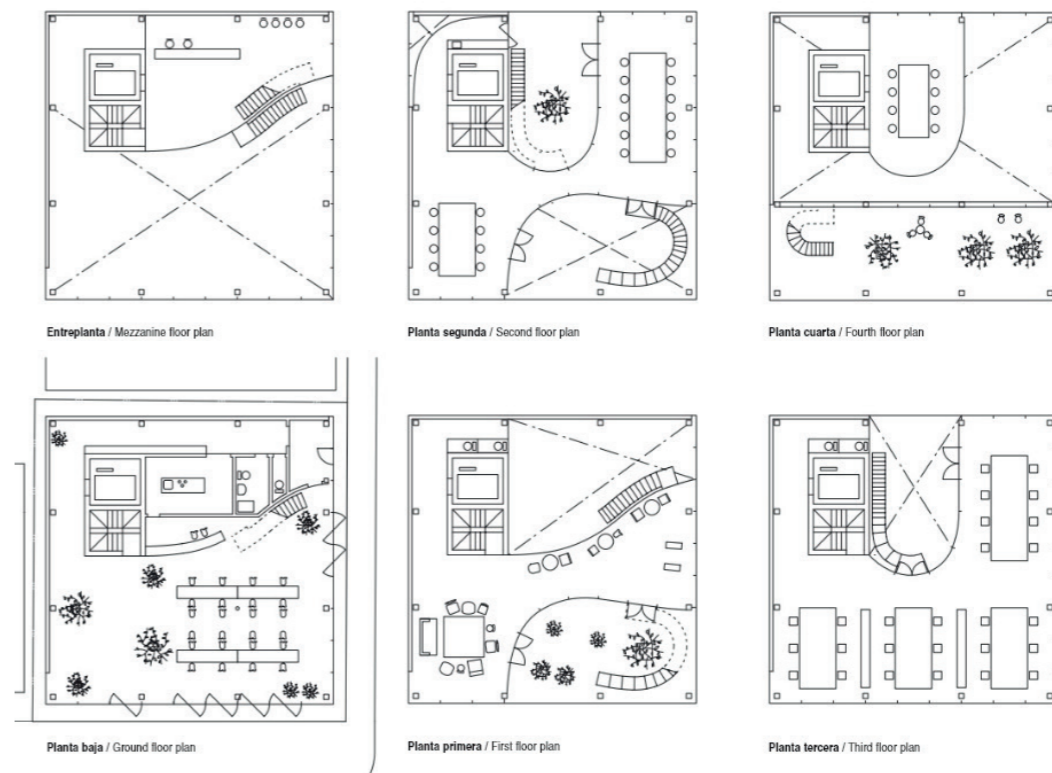 Entreplanta / Mezzanine floor plan
Planta segunda / Second floor plan
Planta cuarta / Fourth floor plan
Planta baja / Ground floor plan
Planta primera / First floor plan
Planta tercera / Third floor plan